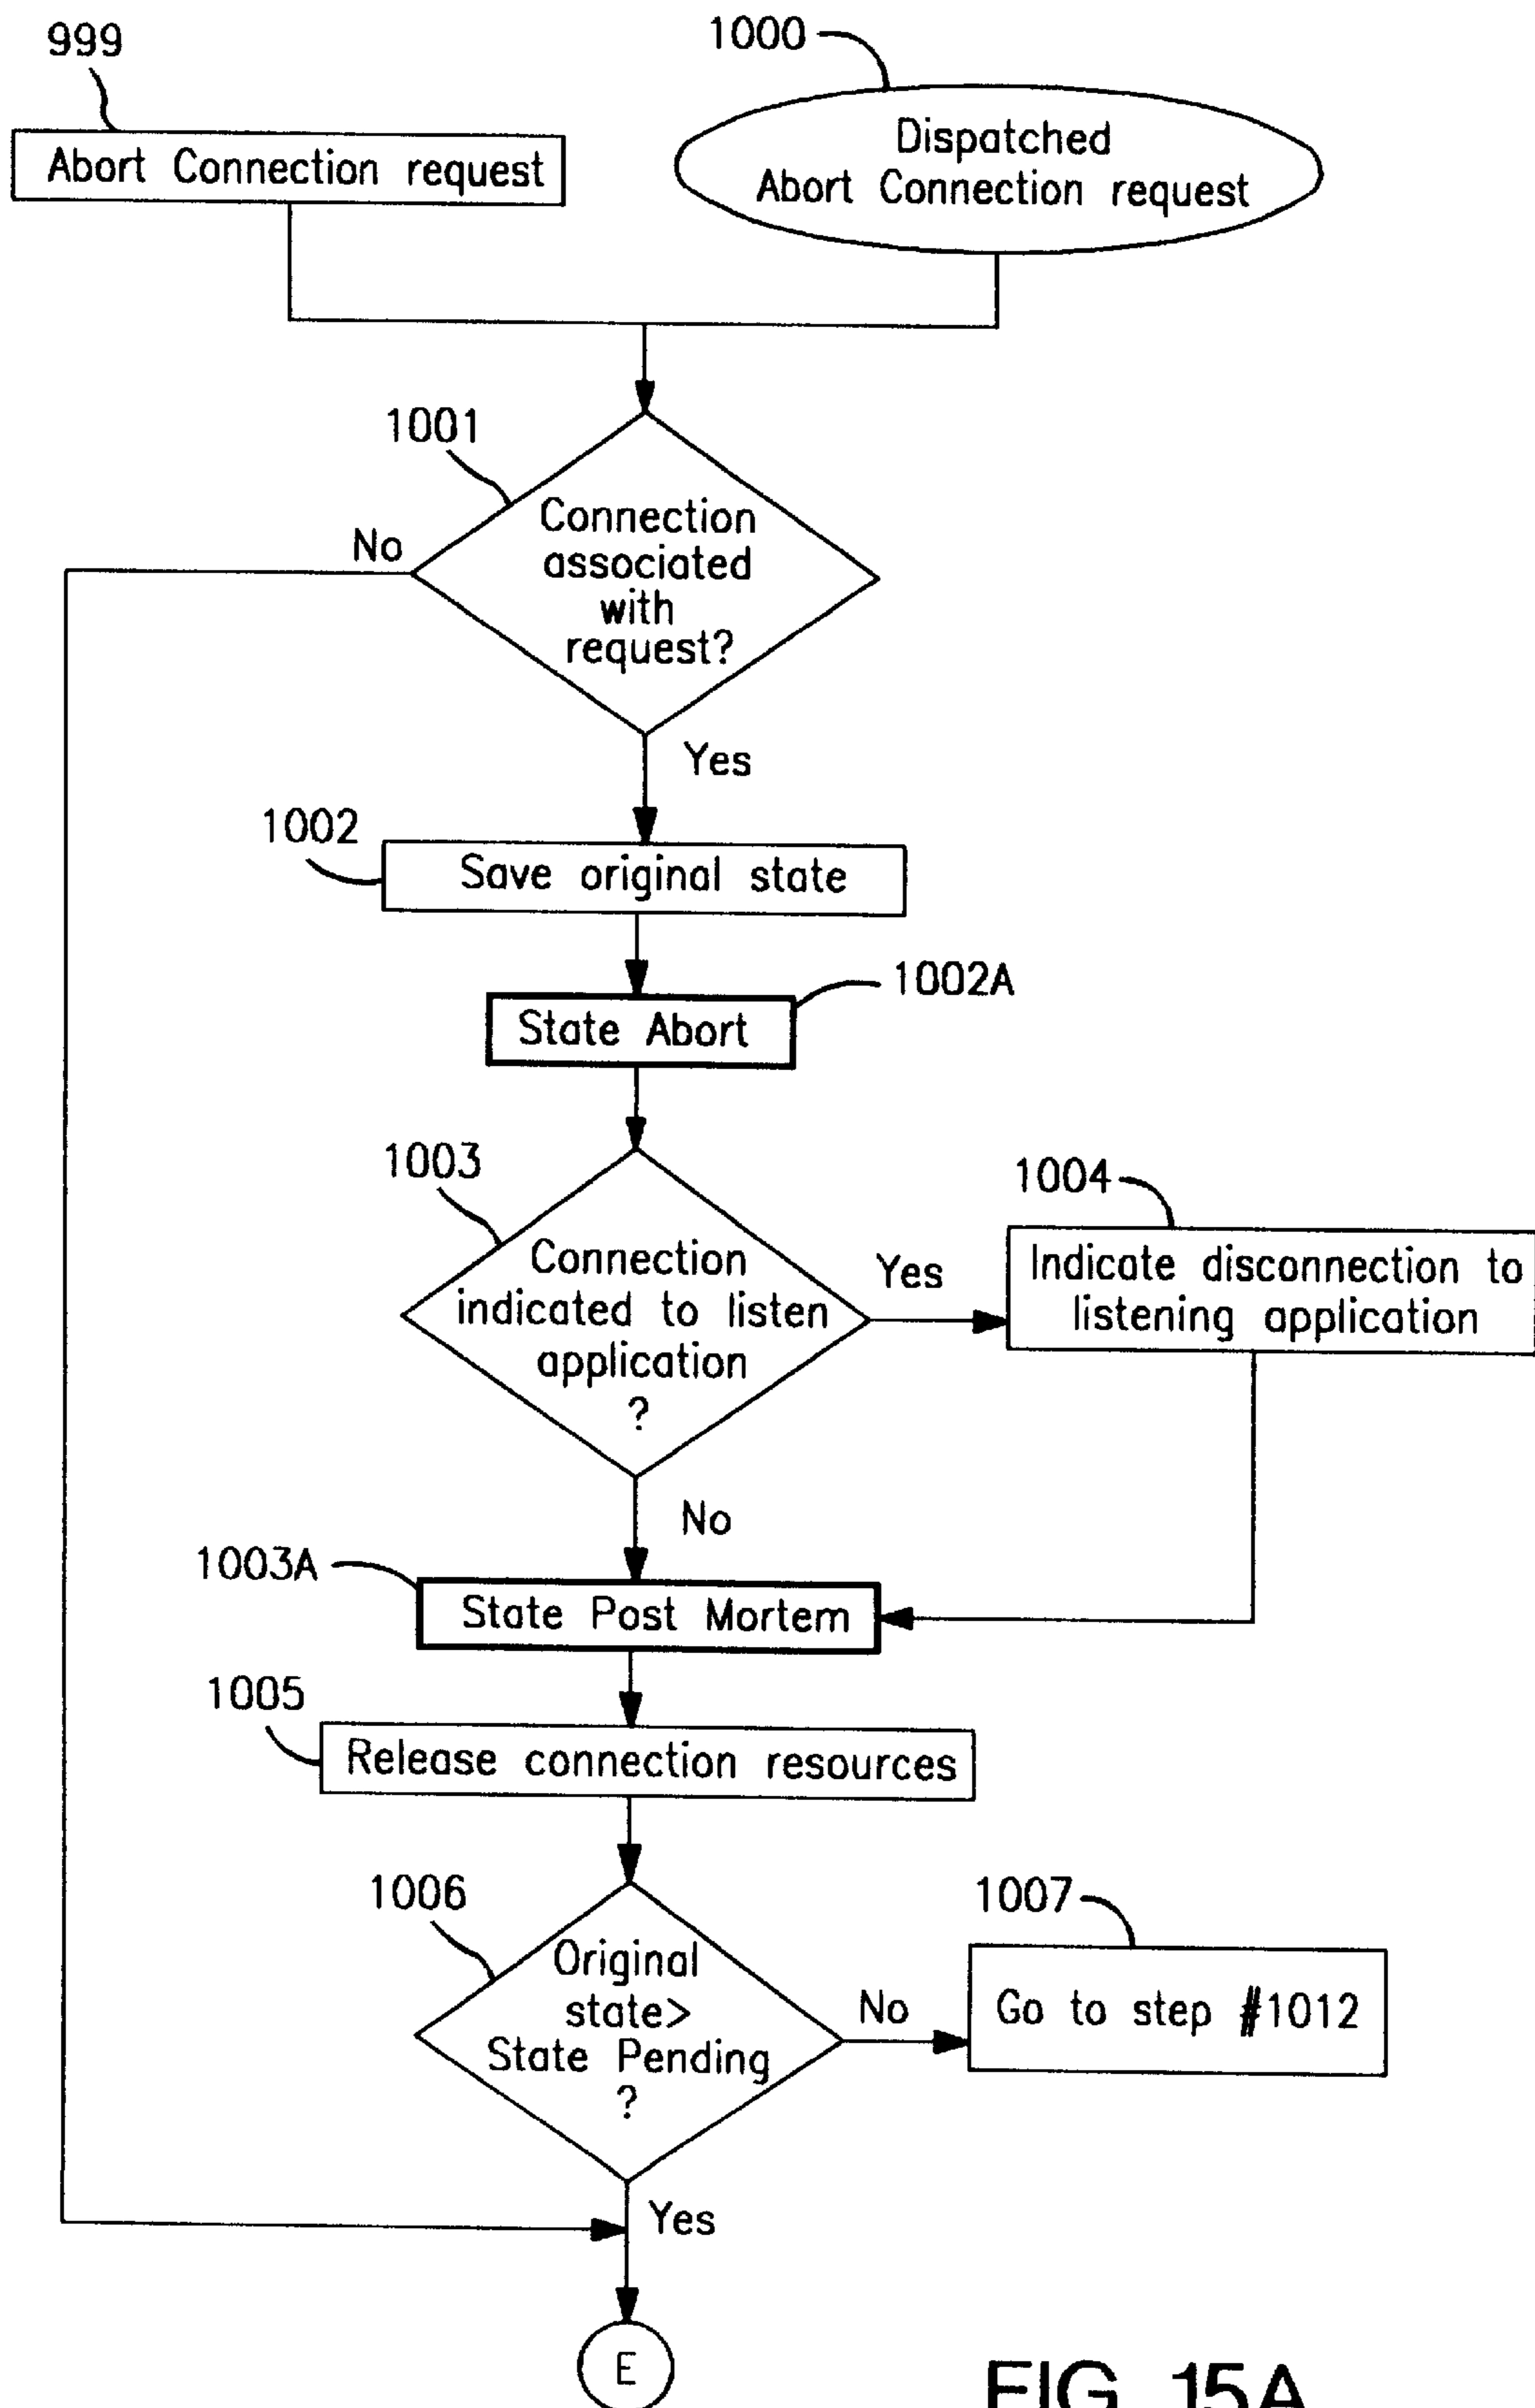 999
1000
Abort Connection request
Dispatched
Abort Connection request
1001
Connection
associated
with
request?
No
Yes
1002
Save original state
1002A
State Abort
1003
Connection
indicated to listen
application
?
Yes
1004
Indicate disconnection to
listening application
No
1003A
State Post Mortem
1005
Release connection resources
1006
Original
state>
State Pending
?
No
1007
Go to step #1012
Yes
E
FIG. 15A